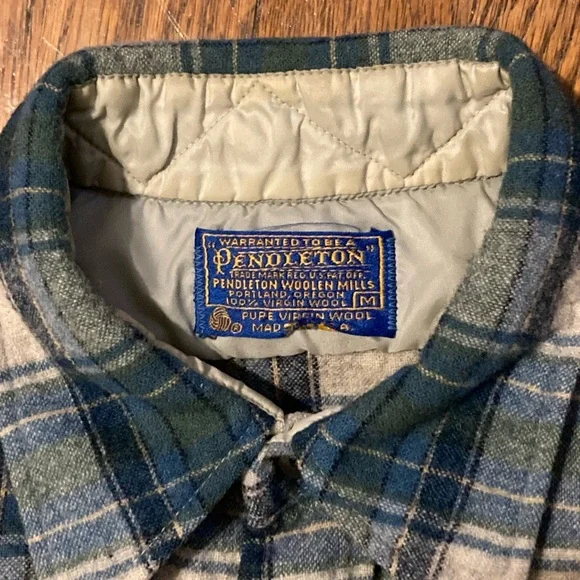 "WARRANTED TO BE A
PENDLETON"
TRADE MARK REG. U.S. PAT. OFF.
PENDLETON WOOLEN MILLS
PORTLAND, OREGON
100% VIRGIN WOOL M
® PURE VIRGIN WOOL
MADE U.S.A.